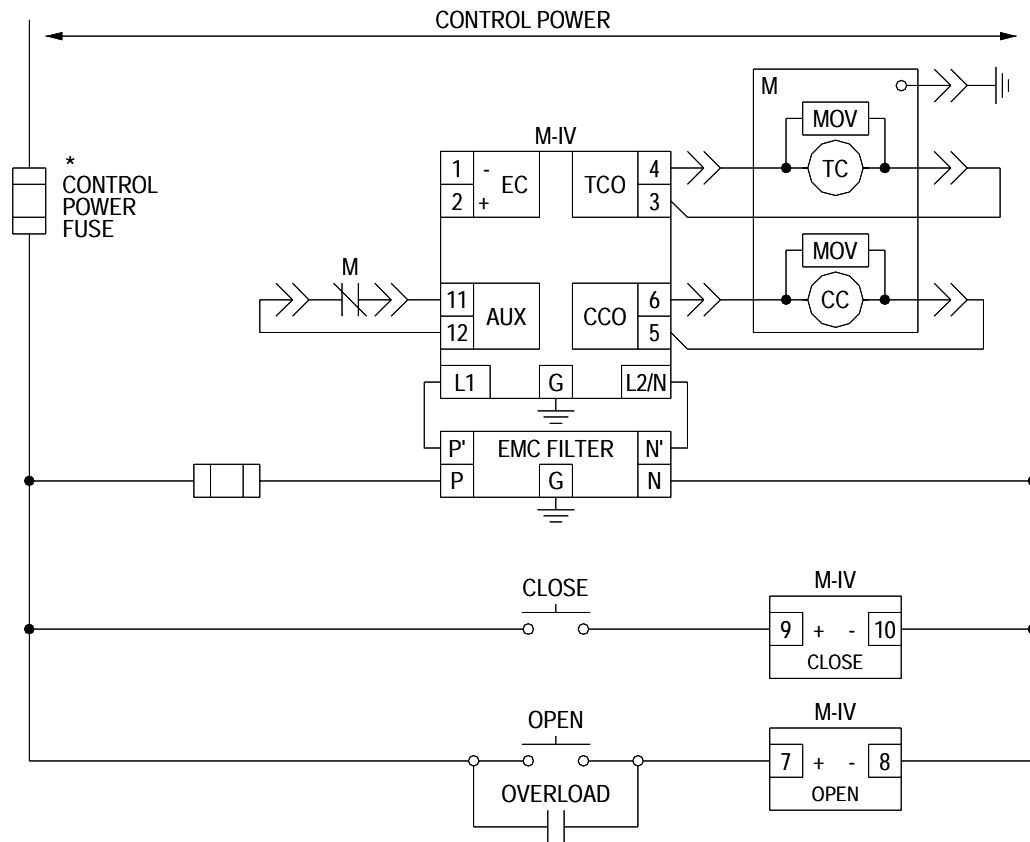 CONTROL POWER
*
CONTROL
POWER
FUSE
M-IV
1 -
2 +
EC
TCO
4
3
M
MOV
TC
M
11
12
AUX
CCO
6
5
MOV
CC
L1
G
L2/N
P'
EMC FILTER
N'
P
G
N
CLOSE
M-IV
9 + - 10
CLOSE
OPEN
M-IV
7 + - 8
OPEN
OVERLOAD